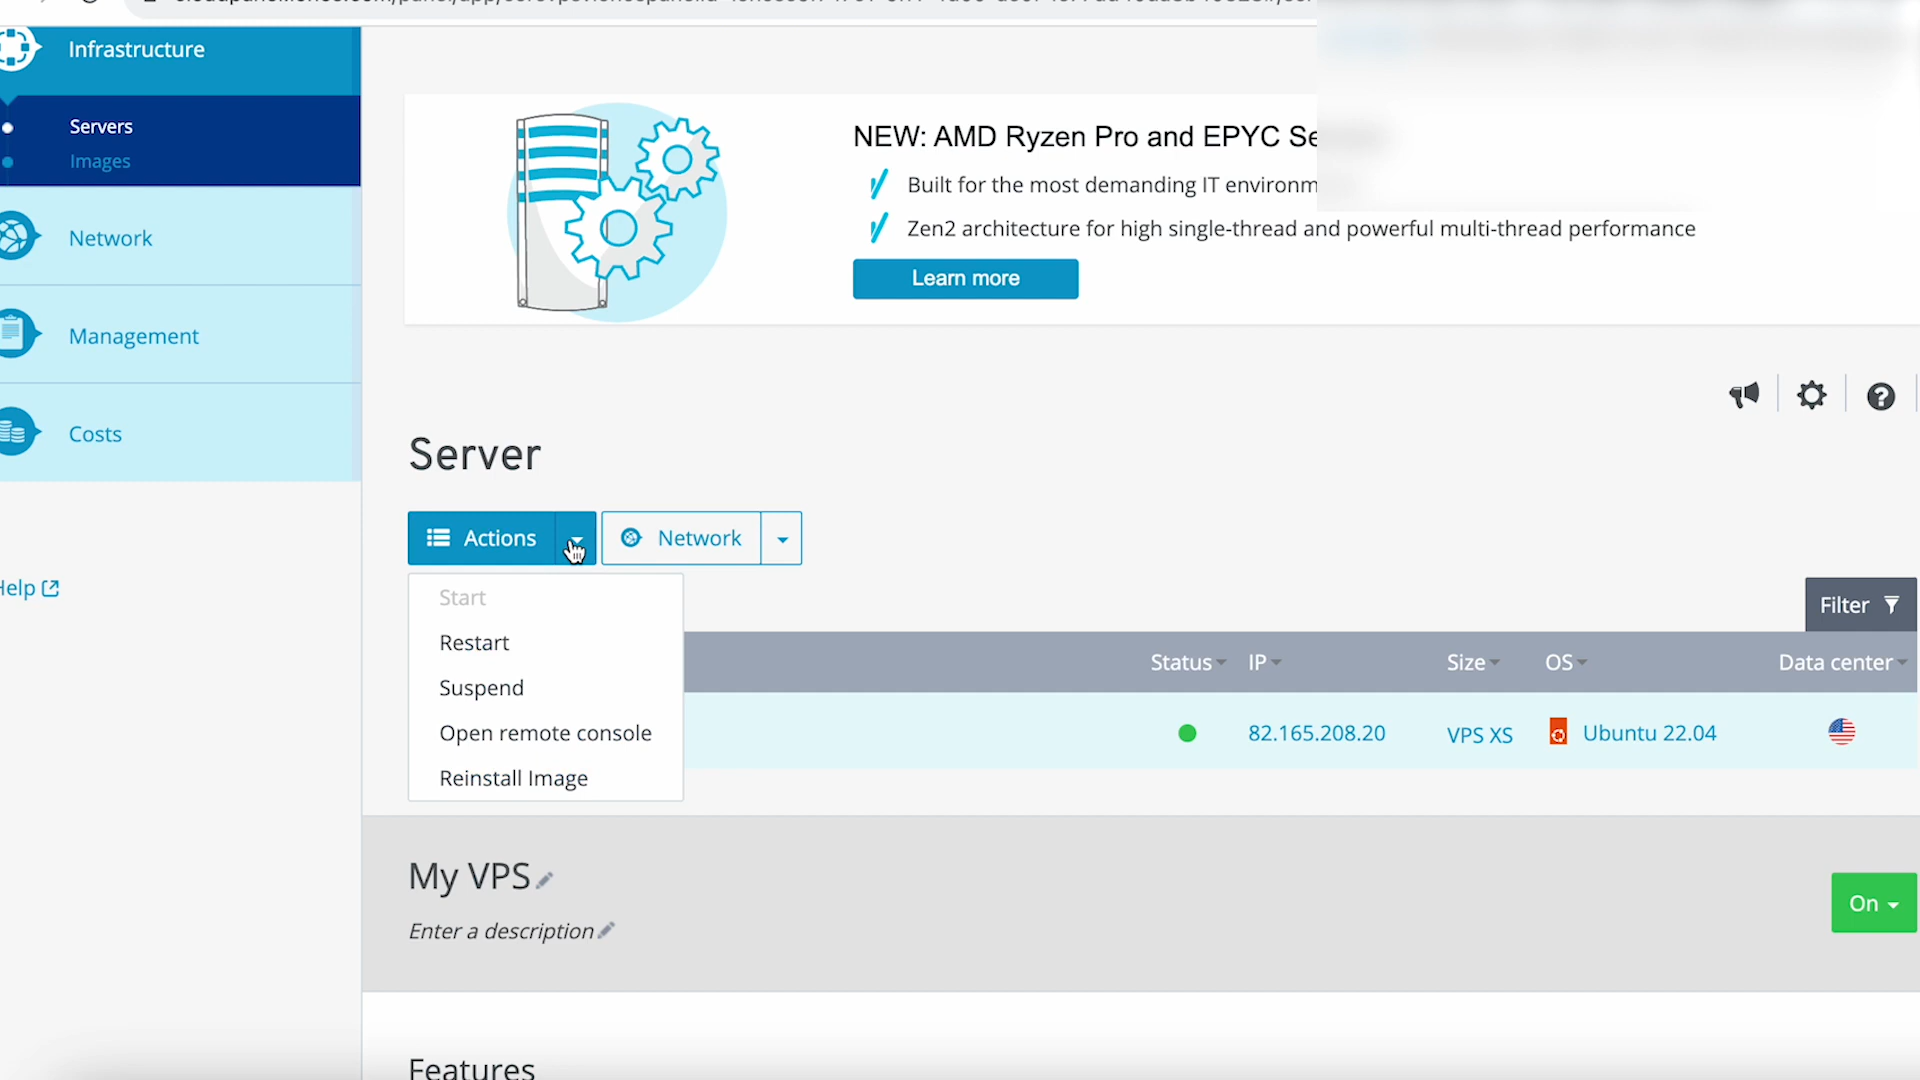 Infrastructure
Servers
Images
Network
Management
Costs
Help
NEW: AMD Ryzen Pro and EPYC Se
Built for the most demanding IT environm
Zen2 architecture for high single-thread and powerful multi-thread performance
Learn more
Server
Actions
Network
Start
Restart
Suspend
Open remote console
Reinstall Image
Filter
Status IP Size OS Data center
82.165.208.20 VPS XS Ubuntu 22.04
My VPS
On
Enter a description
Features